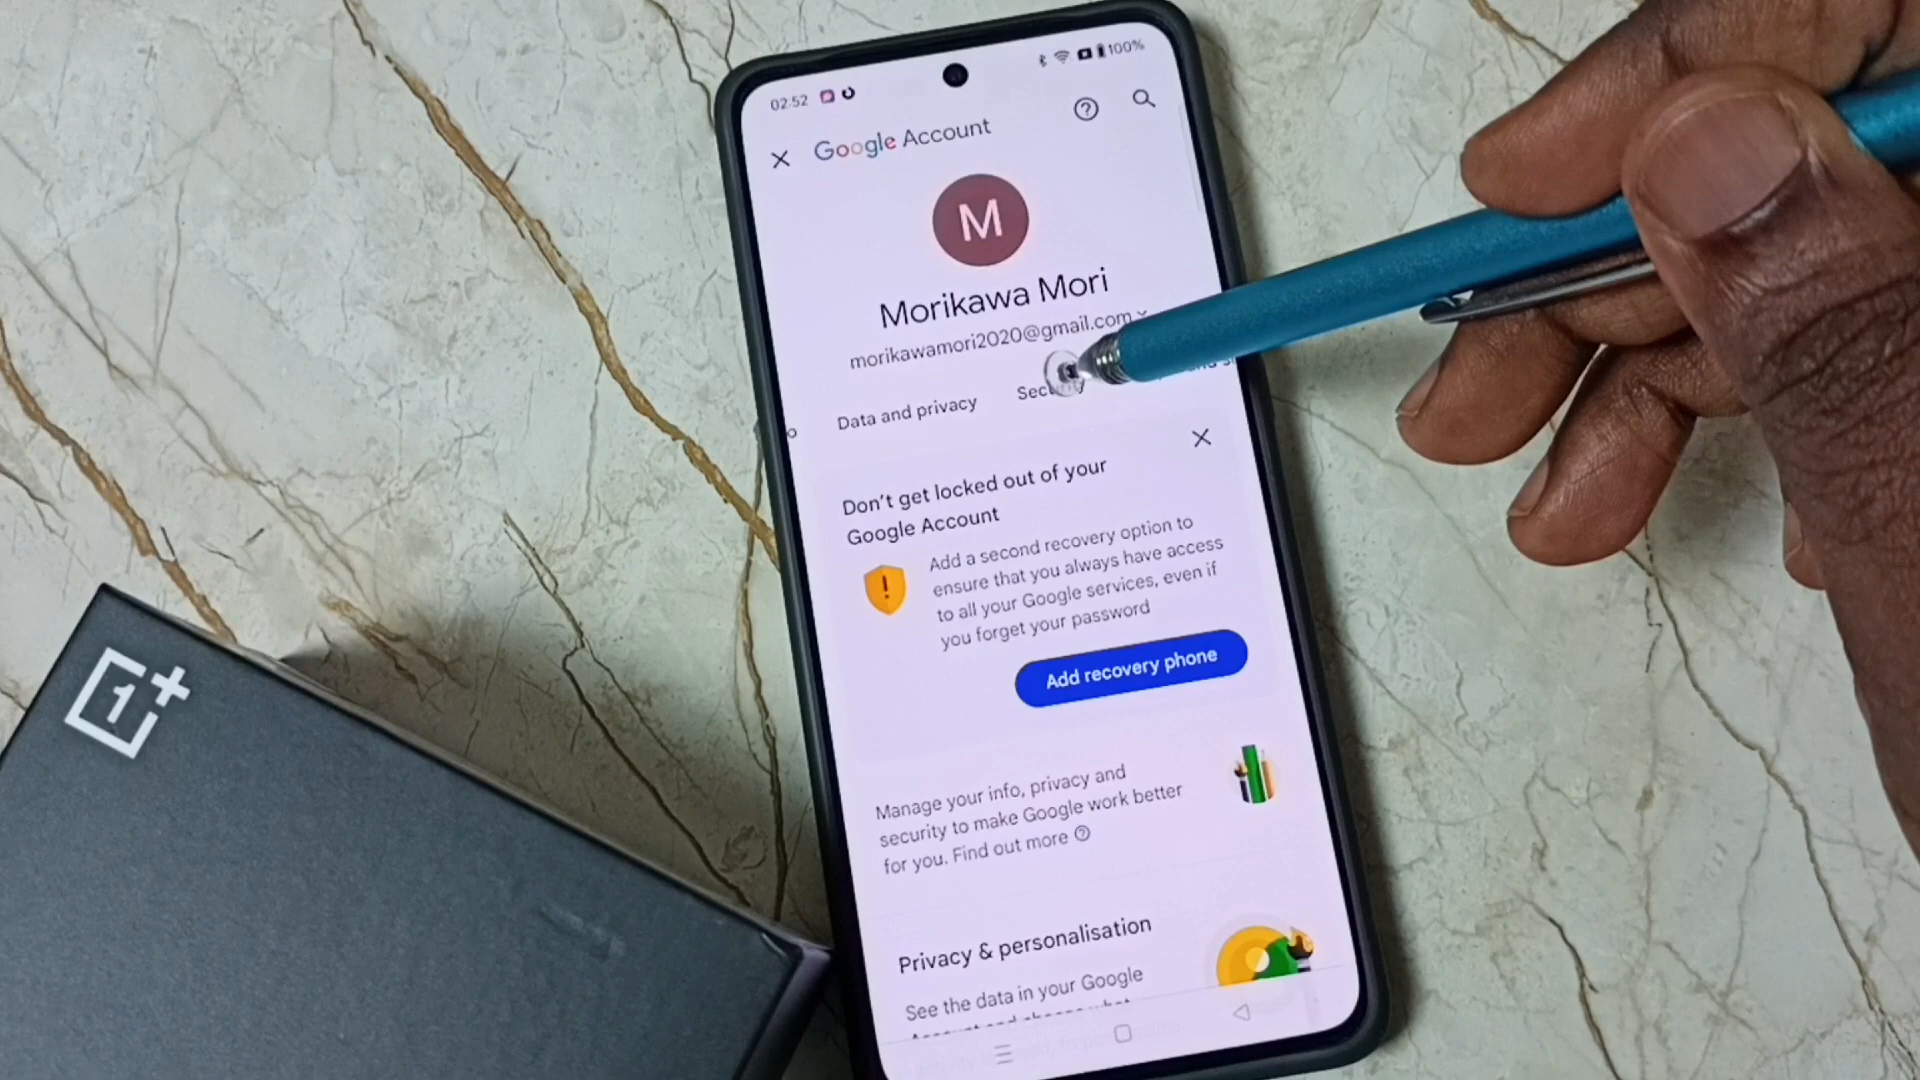 02:52
100%
Google Account
M
Morikawa Mori
morikawamori2020@gmail.com
Data and privacy Security
Don't get locked out of your
Google Account
Add a second recovery option to
ensure that you always have access
to all your Google services, even if
you forget your password
Add recovery phone
Manage your info, privacy and
security to make Google work better
for you. Find out more
Privacy & personalisation
See the data in your Google
1+